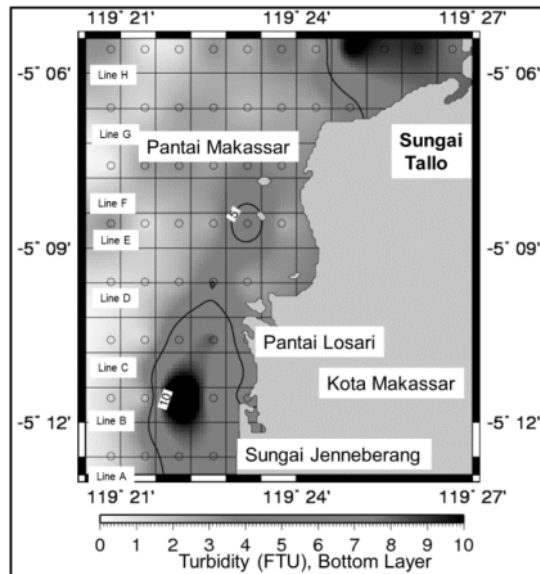 119° 21' 119° 24' 119° 27'
-5° 06' -5° 06'
Line H
Sungai
Tallo
Line G
Pantai Makassar
Line F
Line E
-5° 09' -5° 09'
Line D
Pantai Losari
Line C
Kota Makassar
10
Line B
-5° 12' -5° 12'
Sungai Jenneberang
Line A
119° 21' 119° 24' 119° 27'
0 1 2 3 4 5 6 7 8 9 10
Turbidity (FTU), Bottom Layer